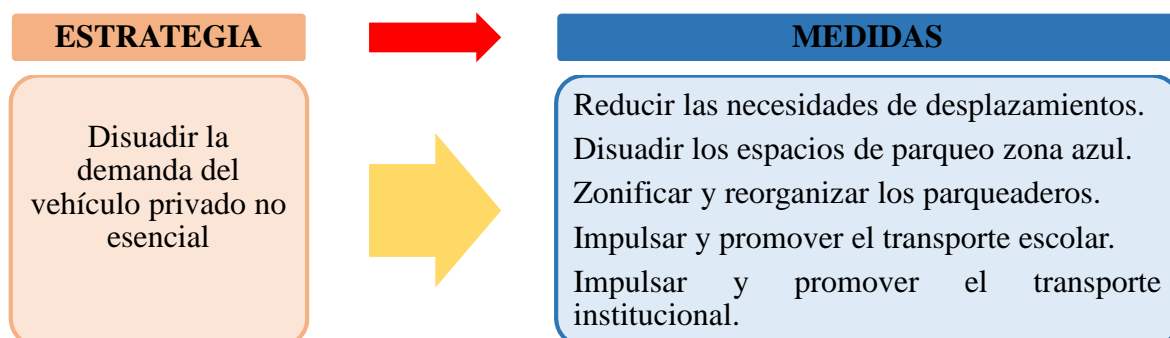 ESTRATEGIA
MEDIDAS
Disuadir la
demanda del
vehículo privado no
esencial
Reducir las necesidades de desplazamientos.
Disuadir los espacios de parqueo zona azul.
Zonificar y reorganizar los parqueaderos.
Impulsar y promover el transporte escolar.
Impulsar y promover el transporte
institucional.